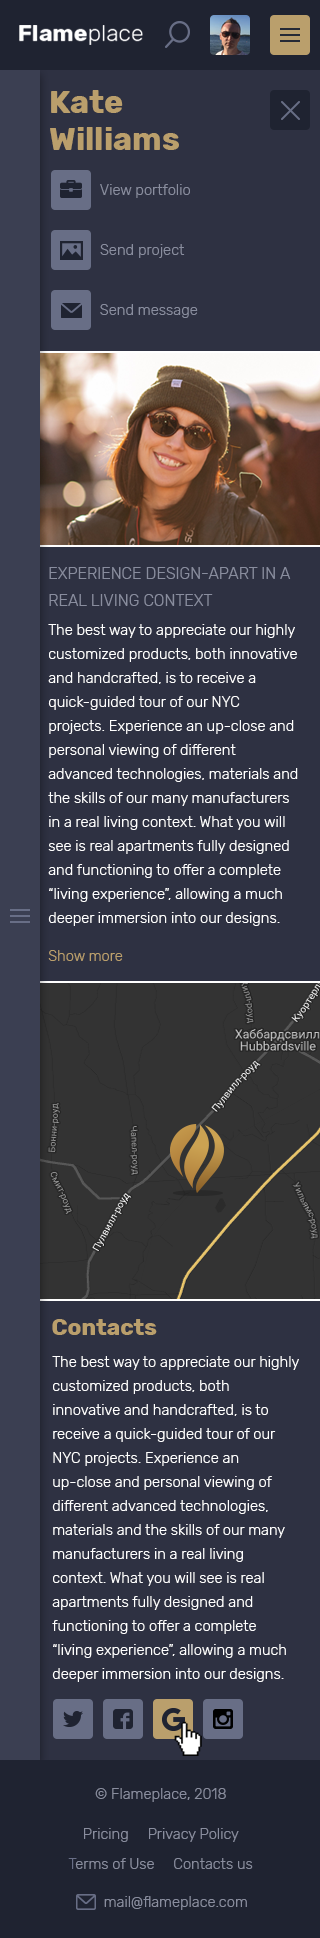 Flameplace
Kate
Williams
View portfolio
Send project
Send message
EXPERIENCE DESIGN-APART IN A
REAL LIVING CONTEXT
The best way to appreciate our highly
customized products, both innovative
and handcrafted, is to receive a
quick-guided tour of our NYC
projects. Experience an up-close and
personal viewing of different
advanced technologies, materials and
the skills of our many manufacturers
in a real living context. What you will
see is real apartments fully designed
and functioning to offer a complete
“living experience”, allowing a much
deeper immersion into our designs.
Show more
Куортерл
Хаббардсвилл
Hubbardsville
Пулвилл-роуд
Бонни-роуд
Чапел-роуд
Смит-роуд
Пулвилл-роуд
Уильямс-роуд
Contacts
The best way to appreciate our highly
customized products, both
innovative and handcrafted, is to
receive a quick-guided tour of our
NYC projects. Experience an
up-close and personal viewing of
different advanced technologies,
materials and the skills of our many
manufacturers in a real living
context. What you will see is real
apartments fully designed and
functioning to offer a complete
“living experience”, allowing a much
deeper immersion into our designs.
© Flameplace, 2018
Pricing Privacy Policy
Terms of Use Contacts us
mail@flameplace.com